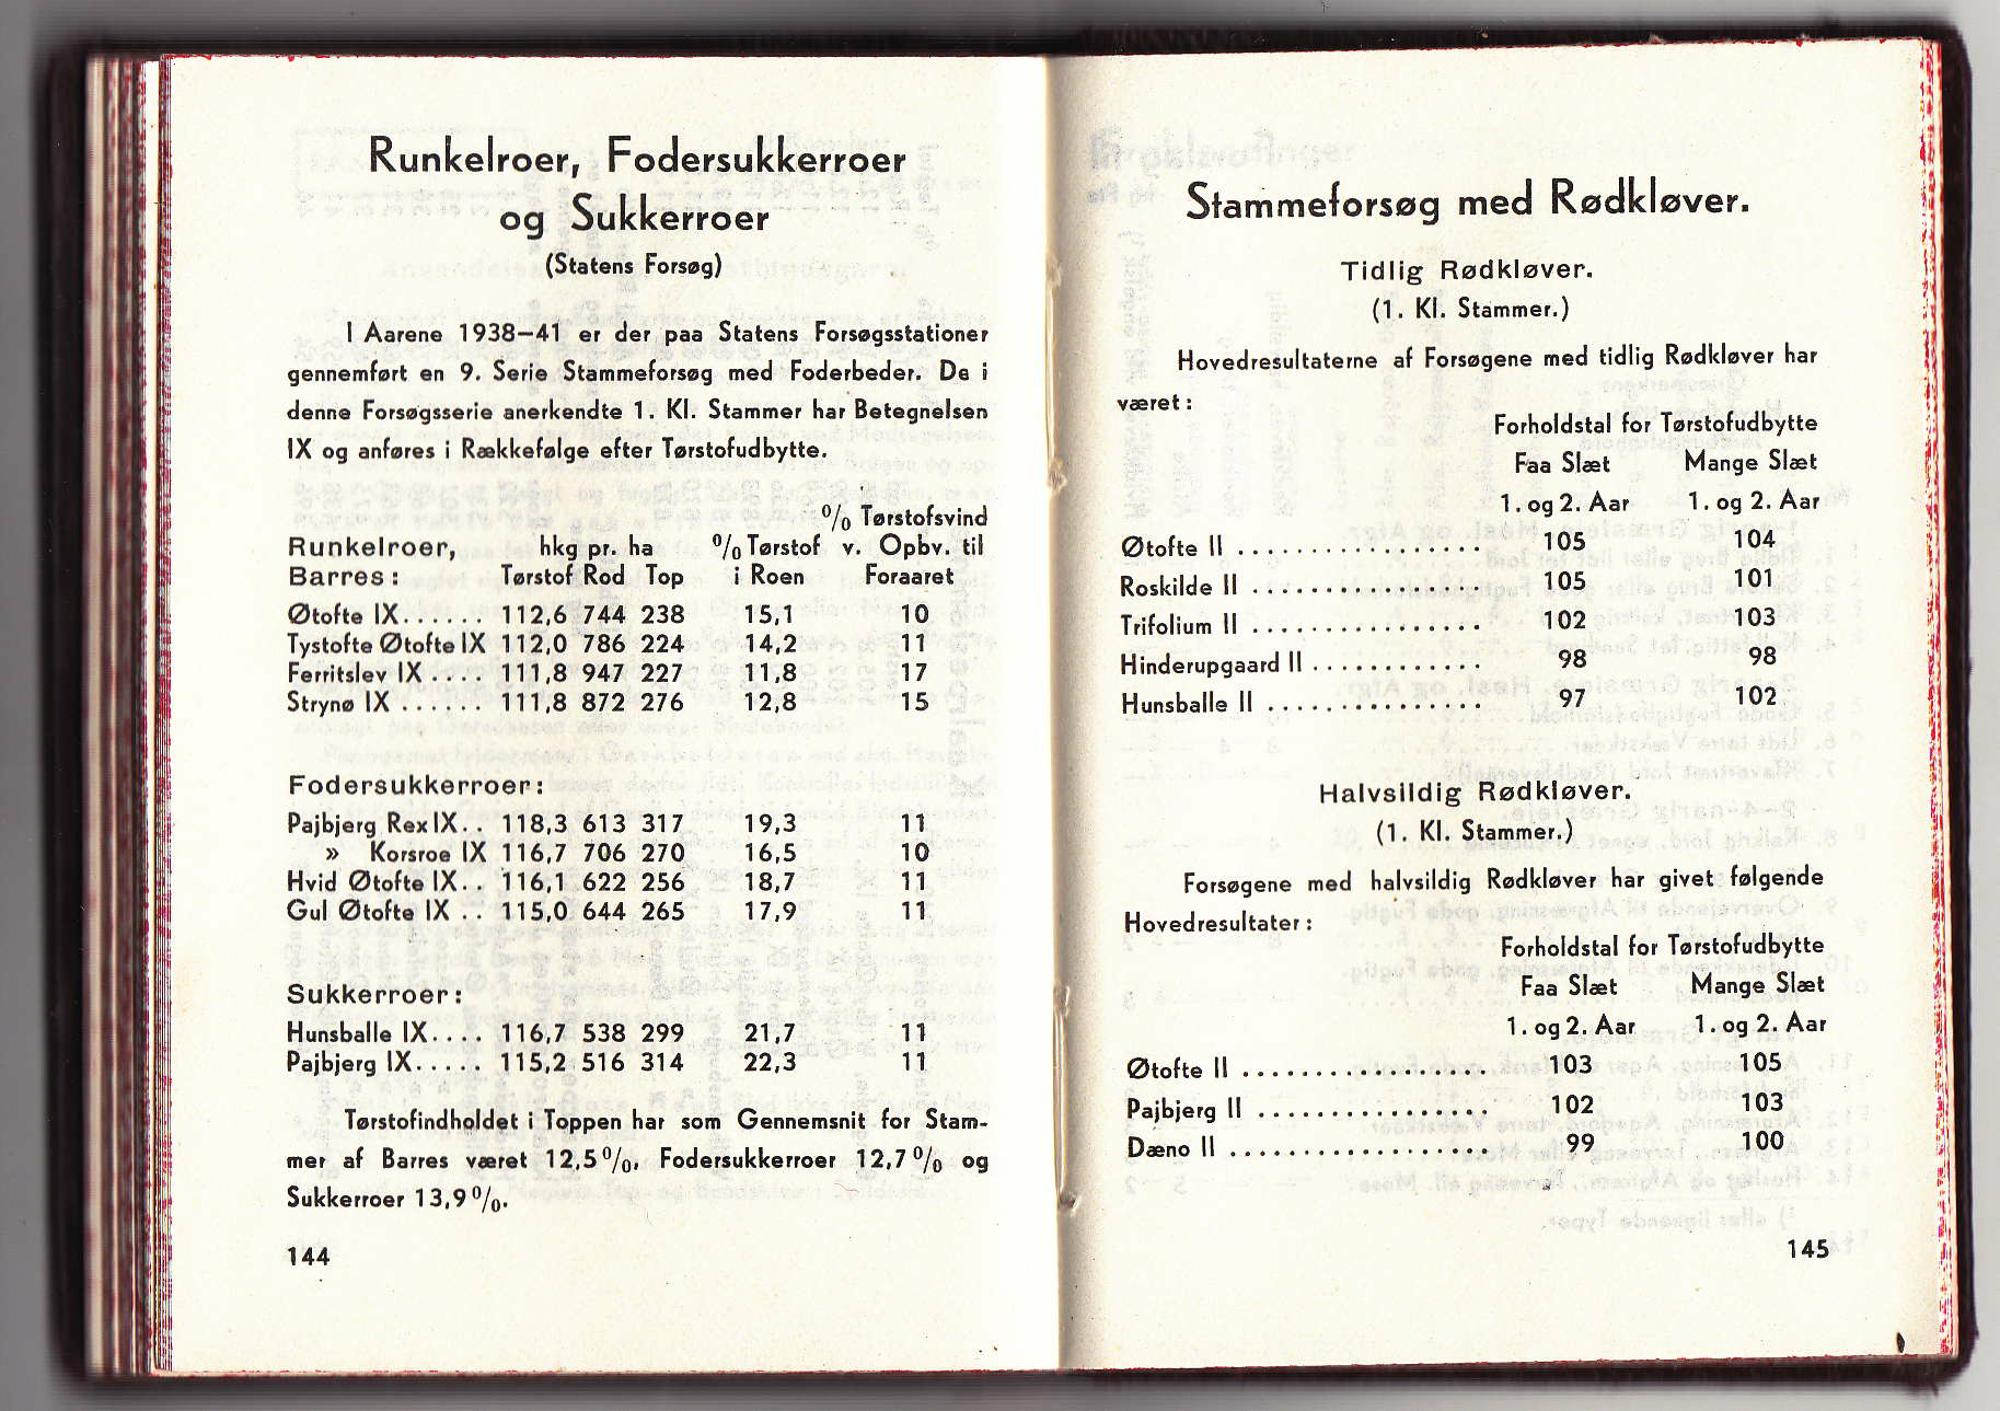 Runkelroer, Fodersukkerroer
og Sukkerroer
(Statens Forsøg)
I Aarene 1938–41 er der paa Statens Forsøgsstationer
gennemført en 9. Serie Stammeforsøg med Foderbeder. De i
denne Forsøgsserie anerkendte 1. Kl. Stammer har Betegnelsen
IX og anføres i Rækkefølge efter Tørstofudbytte.
% Tørstofsvind
Runkelroer, hkg pr. ha % Tørstof v. Opbv. til
Barres: Tørstof Rod Top i Roen Foraaret
Øtofte IX...... 112,6 744 238 15,1 10
Tystofte Øtofte IX 112,0 786 224 14,2 11
Ferritslev IX .... 111,8 947 227 11,8 17
Strynø IX ...... 111,8 872 276 12,8 15
Fodersukkerroer:
Pajbjerg Rex IX.. 118,3 613 317 19,3 11
» Korsroe IX 116,7 706 270 16,5 10
Hvid Øtofte IX.. 116,1 622 256 18,7 11
Gul Øtofte IX .. 115,0 644 265 17,9 11
Sukkerroer:
Hunsballe IX.... 116,7 538 299 21,7 11
Pajbjerg IX..... 115,2 516 314 22,3 11
Tørstofindholdet i Toppen har som Gennemsnit for Stam-
mer af Barres været 12,5 %, Fodersukkerroer 12,7 % og
Sukkerroer 13,9 %.
144
Stammeforsøg med Rødkløver.
Tidlig Rødkløver.
(1. Kl. Stammer.)
Hovedresultaterne af Forsøgene med tidlig Rødkløver har
været:
Forholdstal for Tørstofudbytte
Faa Slæt Mange Slæt
1. og 2. Aar 1. og 2. Aar
Øtofte II ................. 105 104
Roskilde II ................ 105 101
Trifolium II ................ 102 103
Hinderupgaard II ............ 98 98
Hunsballe II ............... 97 102
Halvsildig Rødkløver.
(1. Kl. Stammer.)
Forsøgene med halvsildig Rødkløver har givet følgende
Hovedresultater:
Forholdstal for Tørstofudbytte
Faa Slæt Mange Slæt
1. og 2. Aar 1. og 2. Aar
Øtofte II ................. 103 105
Pajbjerg II ................ 102 103
Dæno II .................. 99 100
145